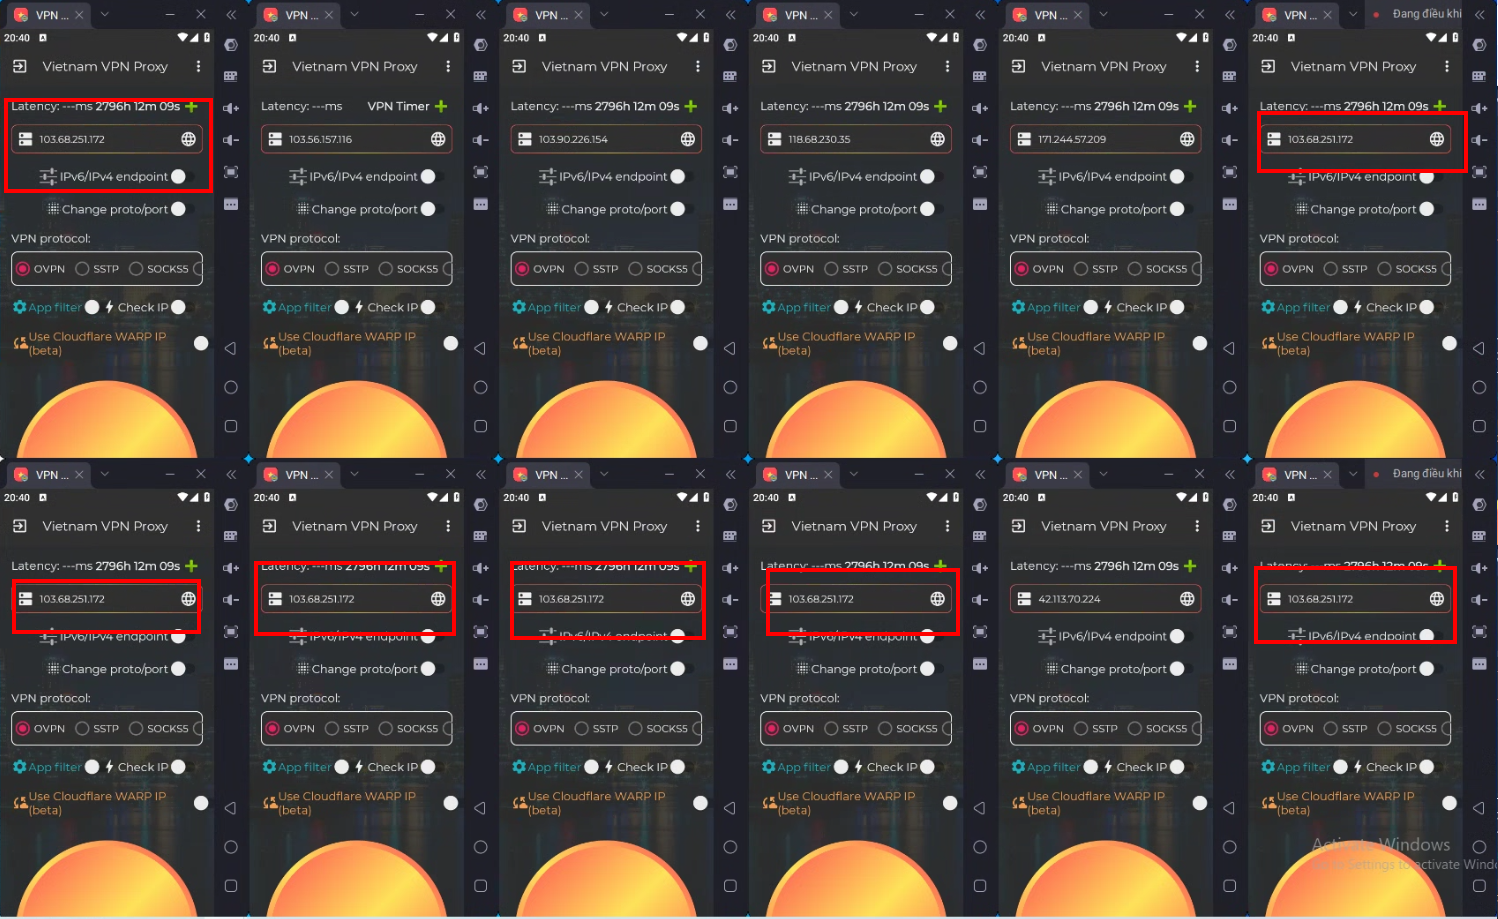 VPN ...
20:40
Vietnam VPN Proxy
Latency: ---ms 2796h 12m 09s
103.68.251.172
IPv6/IPv4 endpoint
Change proto/port
VPN protocol:
OVPN SSTP SOCKS5
App filter Check IP
Use Cloudflare WARP IP
(beta)
VPN ...
20:40
Vietnam VPN Proxy
Latency: ---ms VPN Timer
103.56.157.116
IPv6/IPv4 endpoint
Change proto/port
VPN protocol:
OVPN SSTP SOCKS5
App filter Check IP
Use Cloudflare WARP IP
(beta)
VPN ...
20:40
Vietnam VPN Proxy
Latency: ---ms 2796h 12m 09s
103.90.226.154
IPv6/IPv4 endpoint
Change proto/port
VPN protocol:
OVPN SSTP SOCKS5
App filter Check IP
Use Cloudflare WARP IP
(beta)
VPN ...
20:40
Vietnam VPN Proxy
Latency: ---ms 2796h 12m 09s
118.68.230.35
IPv6/IPv4 endpoint
Change proto/port
VPN protocol:
OVPN SSTP SOCKS5
App filter Check IP
Use Cloudflare WARP IP
(beta)
VPN ...
20:40
Vietnam VPN Proxy
Latency: ---ms 2796h 12m 09s
171.244.57.209
IPv6/IPv4 endpoint
Change proto/port
VPN protocol:
OVPN SSTP SOCKS5
App filter Check IP
Use Cloudflare WARP IP
(beta)
VPN ... Đang điều khi
20:40
Vietnam VPN Proxy
Latency: ---ms 2796h 12m 09s
103.68.251.172
IPv6/IPv4 endpoint
Change proto/port
VPN protocol:
OVPN SSTP SOCKS5
App filter Check IP
Use Cloudflare WARP IP
(beta)
VPN ...
20:40
Vietnam VPN Proxy
Latency: ---ms 2796h 12m 09s
103.68.251.172
IPv6/IPv4 endpoint
Change proto/port
VPN protocol:
OVPN SSTP SOCKS5
App filter Check IP
Use Cloudflare WARP IP
(beta)
VPN ...
20:40
Vietnam VPN Proxy
Latency: ---ms 2796h 12m 09s
103.68.251.172
IPv6/IPv4 endpoint
Change proto/port
VPN protocol:
OVPN SSTP SOCKS5
App filter Check IP
Use Cloudflare WARP IP
(beta)
VPN ...
20:40
Vietnam VPN Proxy
Latency: ---ms 2796h 12m 09s
103.68.251.172
IPv6/IPv4 endpoint
Change proto/port
VPN protocol:
OVPN SSTP SOCKS5
App filter Check IP
Use Cloudflare WARP IP
(beta)
VPN ...
20:40
Vietnam VPN Proxy
Latency: ---ms 2796h 12m 09s
103.68.251.172
IPv6/IPv4 endpoint
Change proto/port
VPN protocol:
OVPN SSTP SOCKS5
App filter Check IP
Use Cloudflare WARP IP
(beta)
VPN ...
20:40
Vietnam VPN Proxy
Latency: ---ms 2796h 12m 09s
42.113.70.224
IPv6/IPv4 endpoint
Change proto/port
VPN protocol:
OVPN SSTP SOCKS5
App filter Check IP
Use Cloudflare WARP IP
(beta)
VPN ... Đang điều khi
20:40
Vietnam VPN Proxy
Latency: ---ms 2796h 12m 09s
103.68.251.172
IPv6/IPv4 endpoint
Change proto/port
VPN protocol:
OVPN SSTP SOCKS5
App filter Check IP
Use Cloudflare WARP IP
(beta)
Activate Windows
Go to Settings to activate Wind